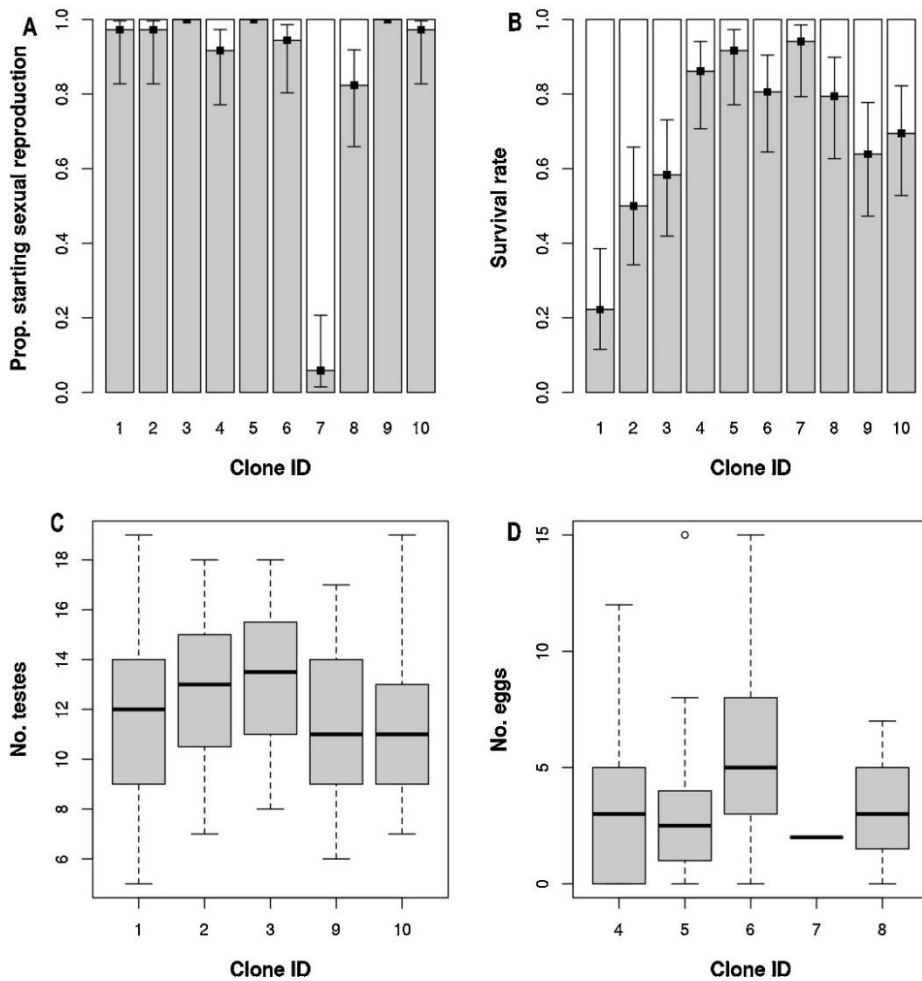 A
Prop. starting sexual reproduction
1.0
0.8
0.6
0.4
0.2
0.0
1 2 3 4 5 6 7 8 9 10
Clone ID
B
Survival rate
1.0
0.8
0.6
0.4
0.2
0.0
1 2 3 4 5 6 7 8 9 10
Clone ID
C
No. testes
18
16
14
12
10
8
6
1 2 3 9 10
Clone ID
D
No. eggs
15
10
5
0
4 5 6 7 8
Clone ID